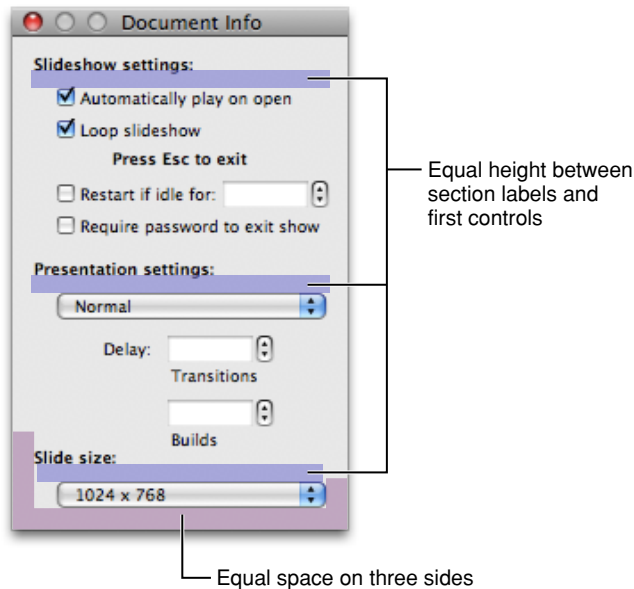 Document Info
Slideshow settings:
Automatically play on open
Loop slideshow
Press Esc to exit
Restart if idle for:
Require password to exit show
Presentation settings:
Normal
Delay:
Transitions
Builds
Slide size:
1024 x 768
Equal height between
section labels and
first controls
Equal space on three sides